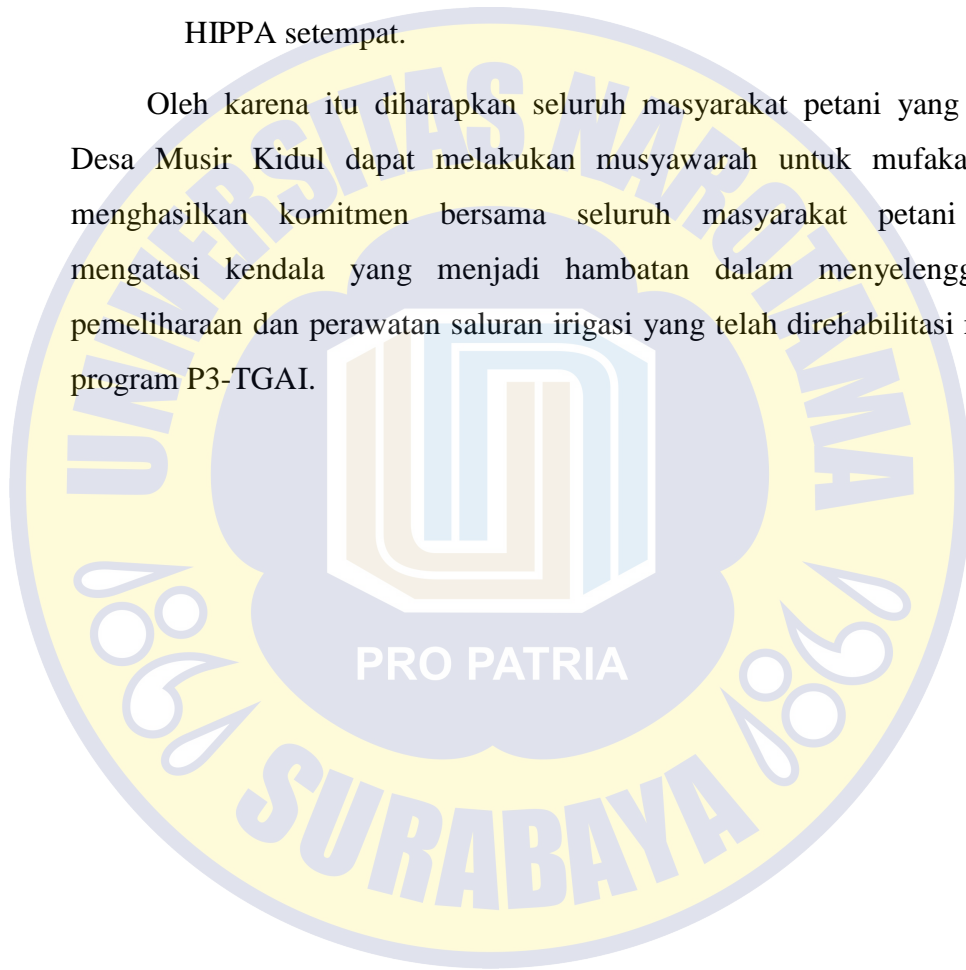 HIPPA setempat.
Oleh karena itu diharapkan seluruh masyarakat petani yang
Desa Musir Kidul dapat melakukan musyawarah untuk mufaka
menghasilkan komitmen bersama seluruh masyarakat petani
mengatasi kendala yang menjadi hambatan dalam menyelengg
pemeliharaan dan perawatan saluran irigasi yang telah direhabilitasi
program P3-TGAI.
UNIVERSITAS NAROTAMA
PRO PATRIA
SURABAYA